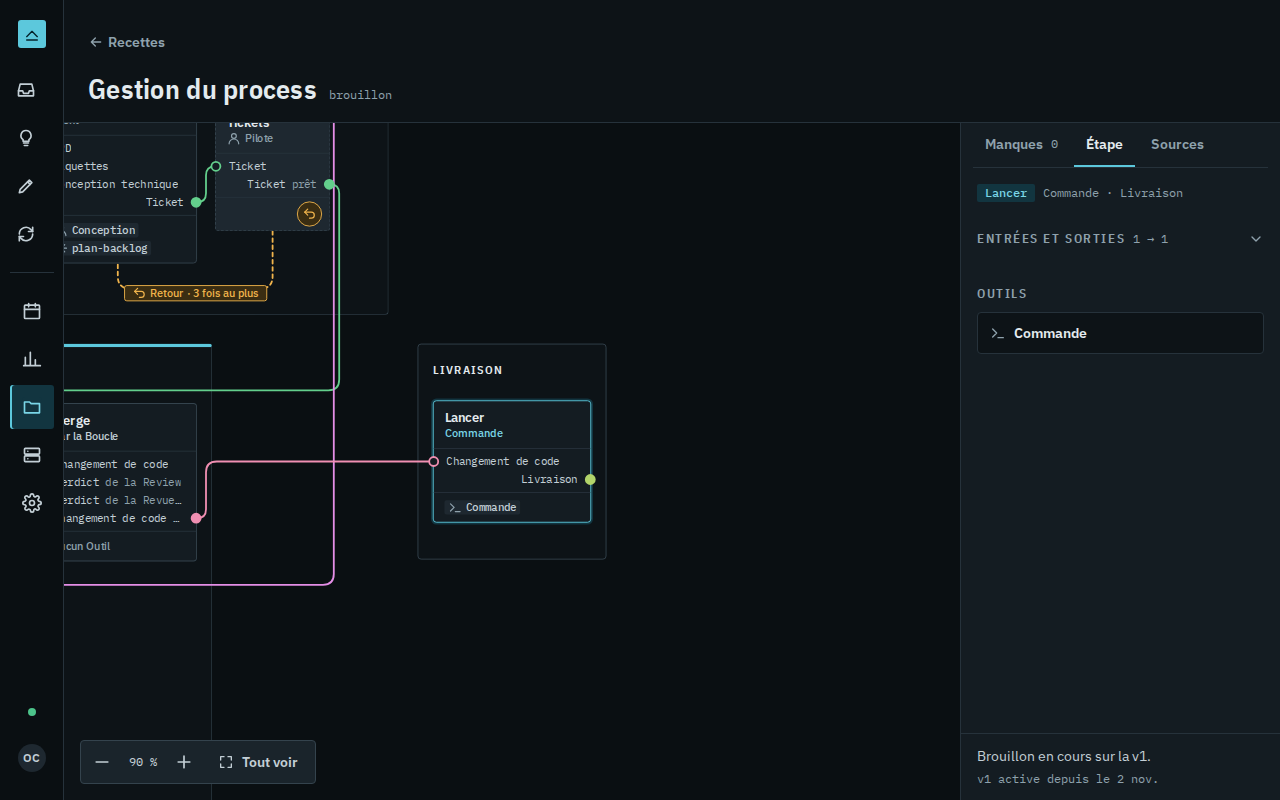 Recettes
Gestion du process brouillon
Pilote
Ticket
Ticket prêt
D
quettes
nception technique
Ticket
Conception
plan-backlog
Retour · 3 fois au plus
erge
r la Boucle
hangement de code
erdict de la Review
erdict de la Revue…
hangement de code …
cun Outil
LIVRAISON
Lancer
Commande
Changement de code
Livraison
Commande
90 %
Tout voir
OC
Manques 0
Étape
Sources
Lancer Commande · Livraison
ENTRÉES ET SORTIES 1 → 1
OUTILS
Commande
Brouillon en cours sur la v1.
v1 active depuis le 2 nov.